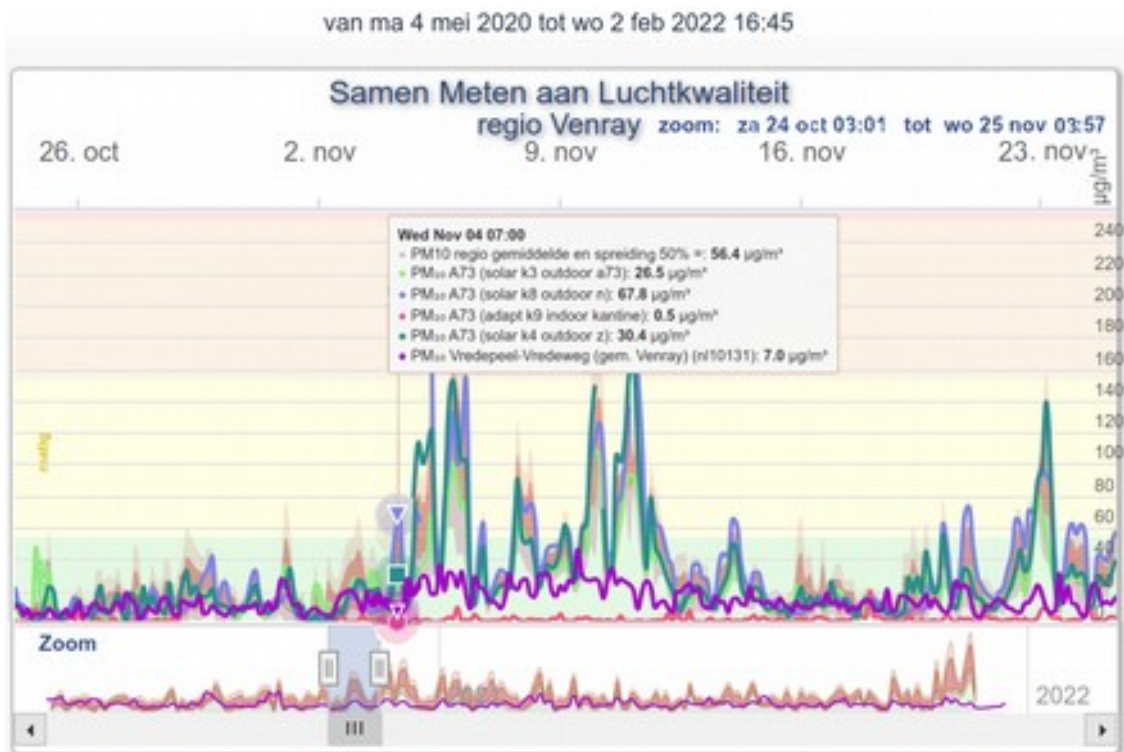 van ma 4 mei 2020 tot wo 2 feb 2022 16:45
Samen Meten aan Luchtkwaliteit
regio Venray zoom: za 24 oct 03:01 tot wo 25 nov 03:57
26. oct 2. nov 9. nov 16. nov 23. nov
µg/m³
240
220
200
180
160
140
120
100
80
60
40
Wed Nov 04 07:00
PM10 regio gemiddelde en spreiding 50% =: 56.4 µg/m³
PM₁₀ A73 (solar k3 outdoor a73): 26.5 µg/m³
PM₁₀ A73 (solar k8 outdoor n): 67.8 µg/m³
PM₁₀ A73 (adapt k9 indoor kantine): 0.5 µg/m³
PM₁₀ A73 (solar k4 outdoor z): 30.4 µg/m³
PM₁₀ Vredepeel-Vredeweg (gem. Venray) (nl10131): 7.0 µg/m³
matig
Zoom
2022